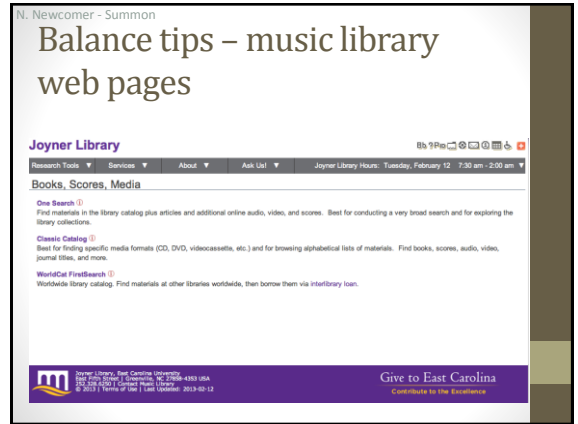 N. Newcomer - Summon
Balance tips – music library
web pages
Joyner Library
Research Tools ▼ Services ▼ About ▼ Ask Us! ▼ Joyner Library Hours: Tuesday, February 12 7:30 am - 2:00 am ▼
Books, Scores, Media
One Search
Find materials in the library catalog plus articles and additional online audio, video, and scores. Best for conducting a very broad search and for exploring the
library collections.
Classic Catalog
Best for finding specific media formats (CD, DVD, videocassette, etc.) and for browsing alphabetical lists of materials. Find books, scores, audio, video,
journal titles, and more.
WorldCat FirstSearch
Worldwide library catalog. Find materials at other libraries worldwide, then borrow them via interlibrary loan.
Joyner Library, East Carolina University
East Fifth Street | Greenville, NC 27858-4353 USA
252.328.6250 | Contact Music Library
© 2013 | Terms of Use | Last Updated: 2013-02-12
Give to East Carolina
Contribute to the Excellence